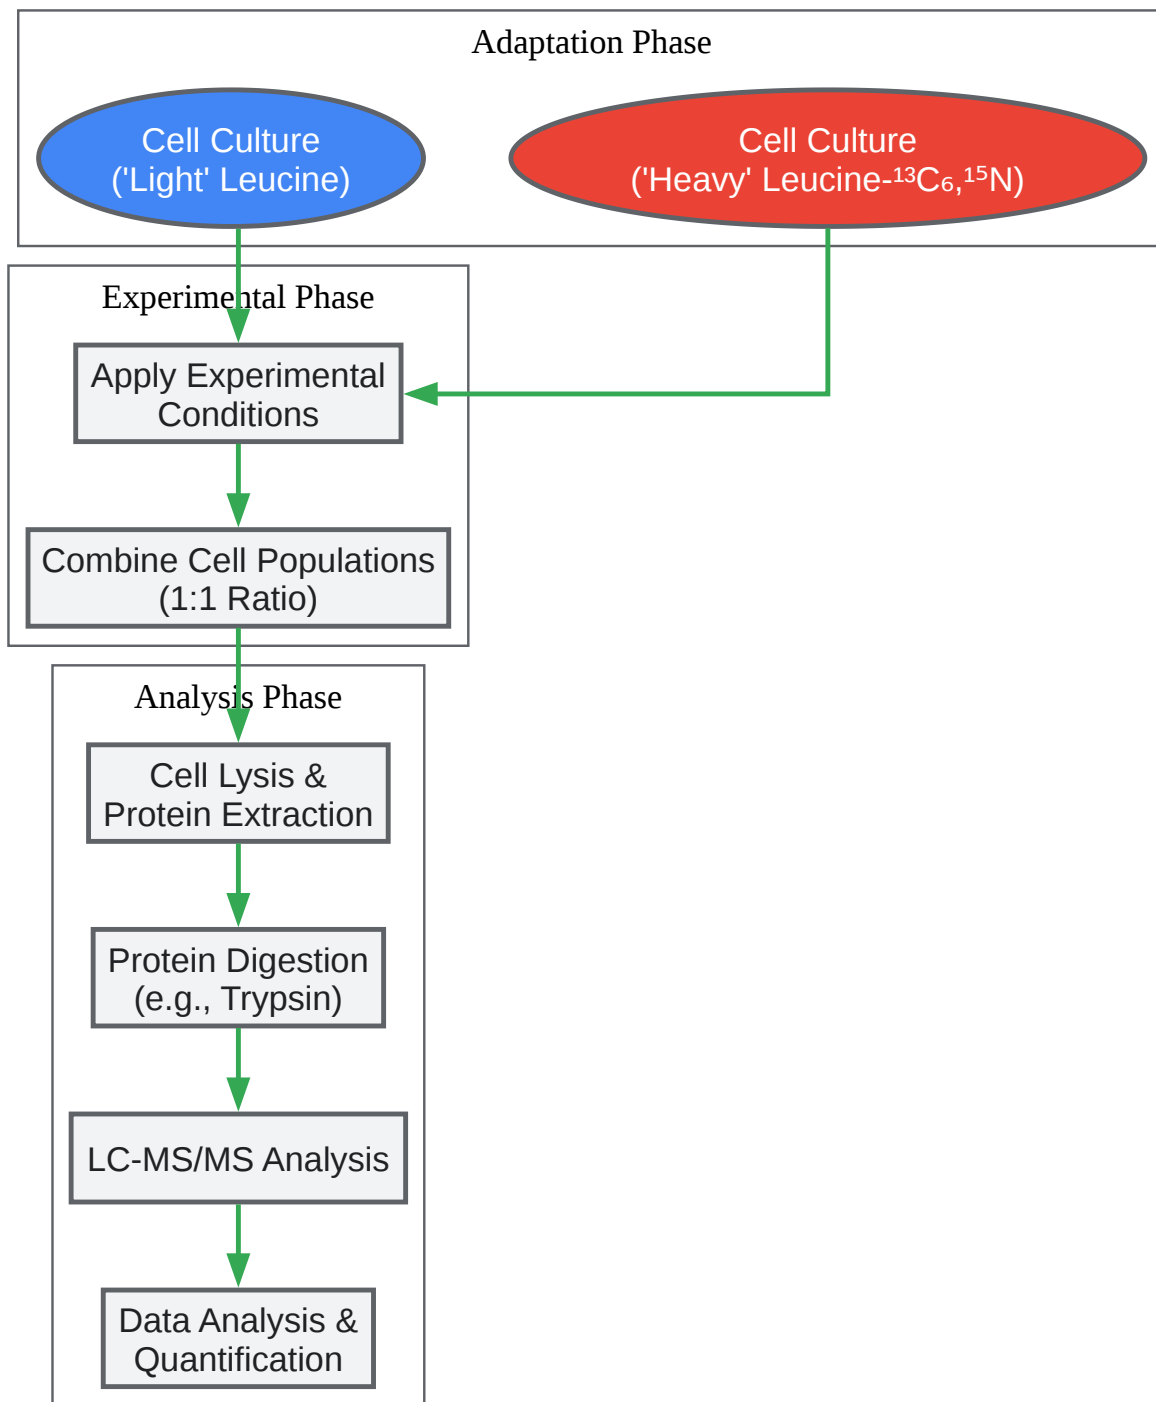 Adaptation Phase
Cell Culture
('Light' Leucine)
Cell Culture
('Heavy' Leucine-¹³C₆,¹⁵N)
Experimental Phase
Apply Experimental
Conditions
Combine Cell Populations
(1:1 Ratio)
Analysis Phase
Cell Lysis &
Protein Extraction
Protein Digestion
(e.g., Trypsin)
LC-MS/MS Analysis
Data Analysis &
Quantification